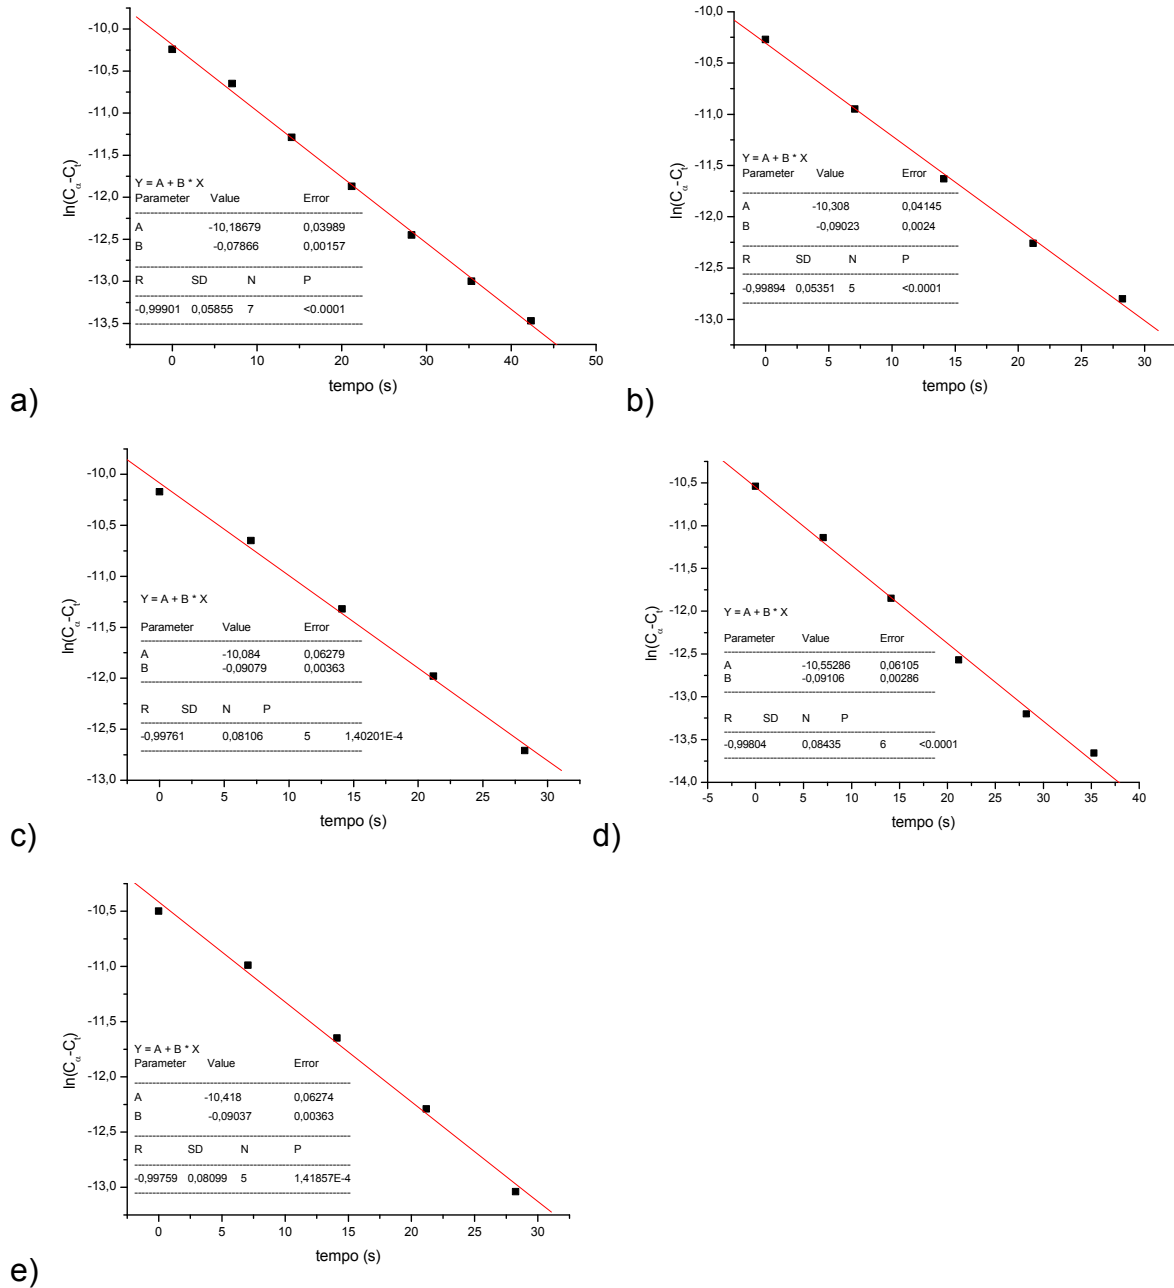 -10,0
-10,5
-11,0
-11,5
-12,0
-12,5
-13,0
-13,5
ln(Cα-Ct)
Y = A + B * X
Parameter Value Error
A -10,18679 0,03989
B -0,07866 0,00157
R SD N P
-0,99901 0,05855 7 <0.0001
0 10 20 30 40 50
tempo (s)
a)
-10,0
-10,5
-11,0
-11,5
-12,0
-12,5
-13,0
ln(Cα-Ct)
Y = A + B * X
Parameter Value Error
A -10,308 0,04145
B -0,09023 0,0024
R SD N P
-0,99894 0,05351 5 <0.0001
0 5 10 15 20 25 30
tempo (s)
b)
-10,0
-10,5
-11,0
-11,5
-12,0
-12,5
-13,0
ln(Cα-Ct)
Y = A + B * X
Parameter Value Error
A -10,084 0,06279
B -0,09079 0,00363
R SD N P
-0,99761 0,08106 5 1,40201E-4
0 5 10 15 20 25 30
tempo (s)
c)
-10,5
-11,0
-11,5
-12,0
-12,5
-13,0
-13,5
-14,0
ln(Cα-Ct)
Y = A + B * X
Parameter Value Error
A -10,55286 0,06105
B -0,09106 0,00286
R SD N P
-0,99804 0,08435 6 <0.0001
-5 0 5 10 15 20 25 30 35 40
tempo (s)
d)
-10,5
-11,0
-11,5
-12,0
-12,5
-13,0
ln(Cα-Ct)
Y = A + B * X
Parameter Value Error
A -10,418 0,06274
B -0,09037 0,00363
R SD N P
-0,99759 0,08099 5 1,41857E-4
0 5 10 15 20 25 30
tempo (s)
e)